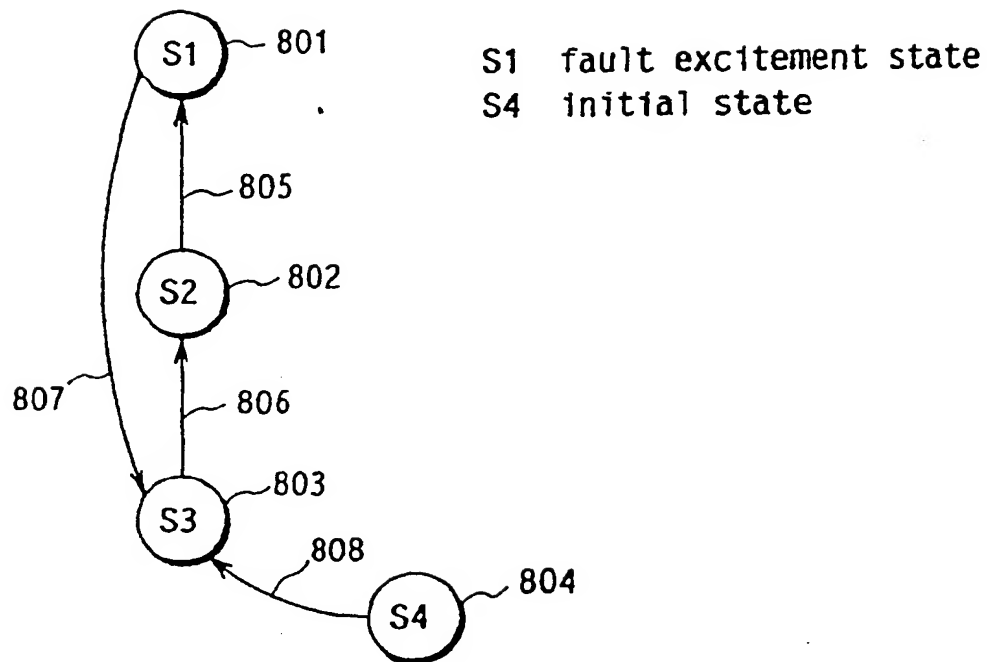 S1
801
S1 fault excitement state
S4 initial state
805
S2
802
807
806
S3
803
808
S4
804